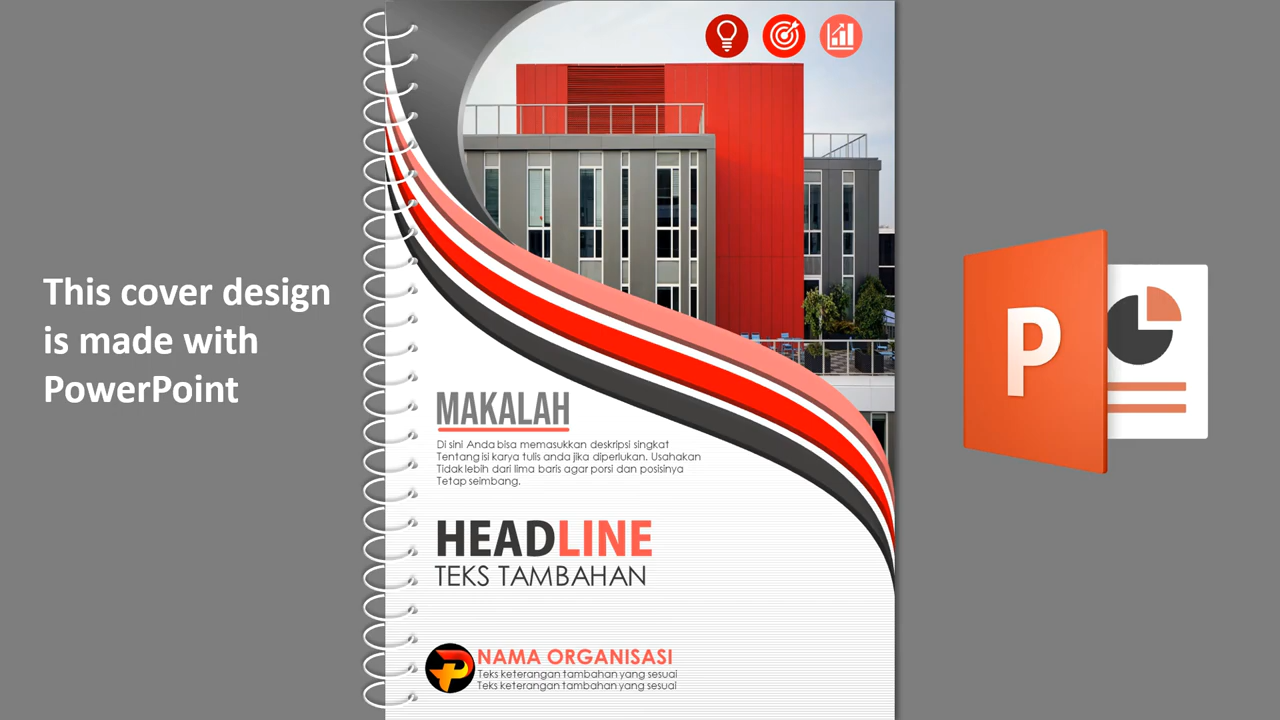 This cover design
is made with
PowerPoint
MAKALAH
Di sini Anda bisa memasukkan deskripsi singkat
Tentang isi karya tulis anda jika diperlukan. Usahakan
Tidak lebih dari lima baris agar porsi dan posisinya
Tetap seimbang.
HEADLINE
TEKS TAMBAHAN
NAMA ORGANISASI
Teks keterangan tambahan yang sesuai
Teks keterangan tambahan yang sesuai
P